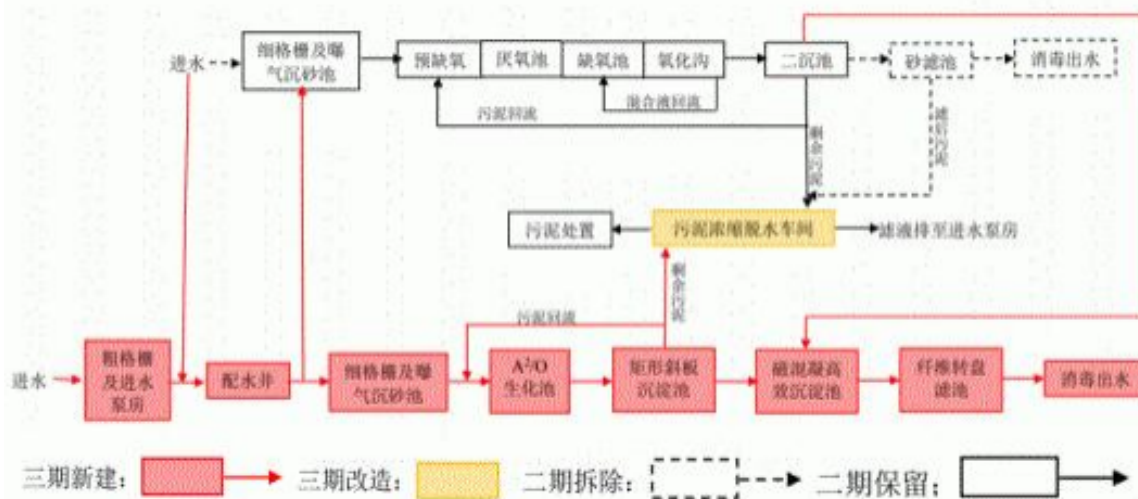 进水
细格栅及曝
气沉砂池
预缺氧
厌氧池
缺氧池
氧化沟
二沉池
砂滤池
消毒出水
混合液回流
污泥回流
剩余污泥
滤后污泥
污泥处置
污泥浓缩脱水车间
滤液排至进水泵房
剩余污泥
污泥回流
进水
粗格栅
及进水
泵房
配水井
细格栅及曝
气沉砂池
A²/O
生化池
矩形斜板
沉淀池
磁混凝高
效沉淀池
纤维转盘
滤池
消毒出水
三期新建：
三期改造：
二期拆除：
二期保留：